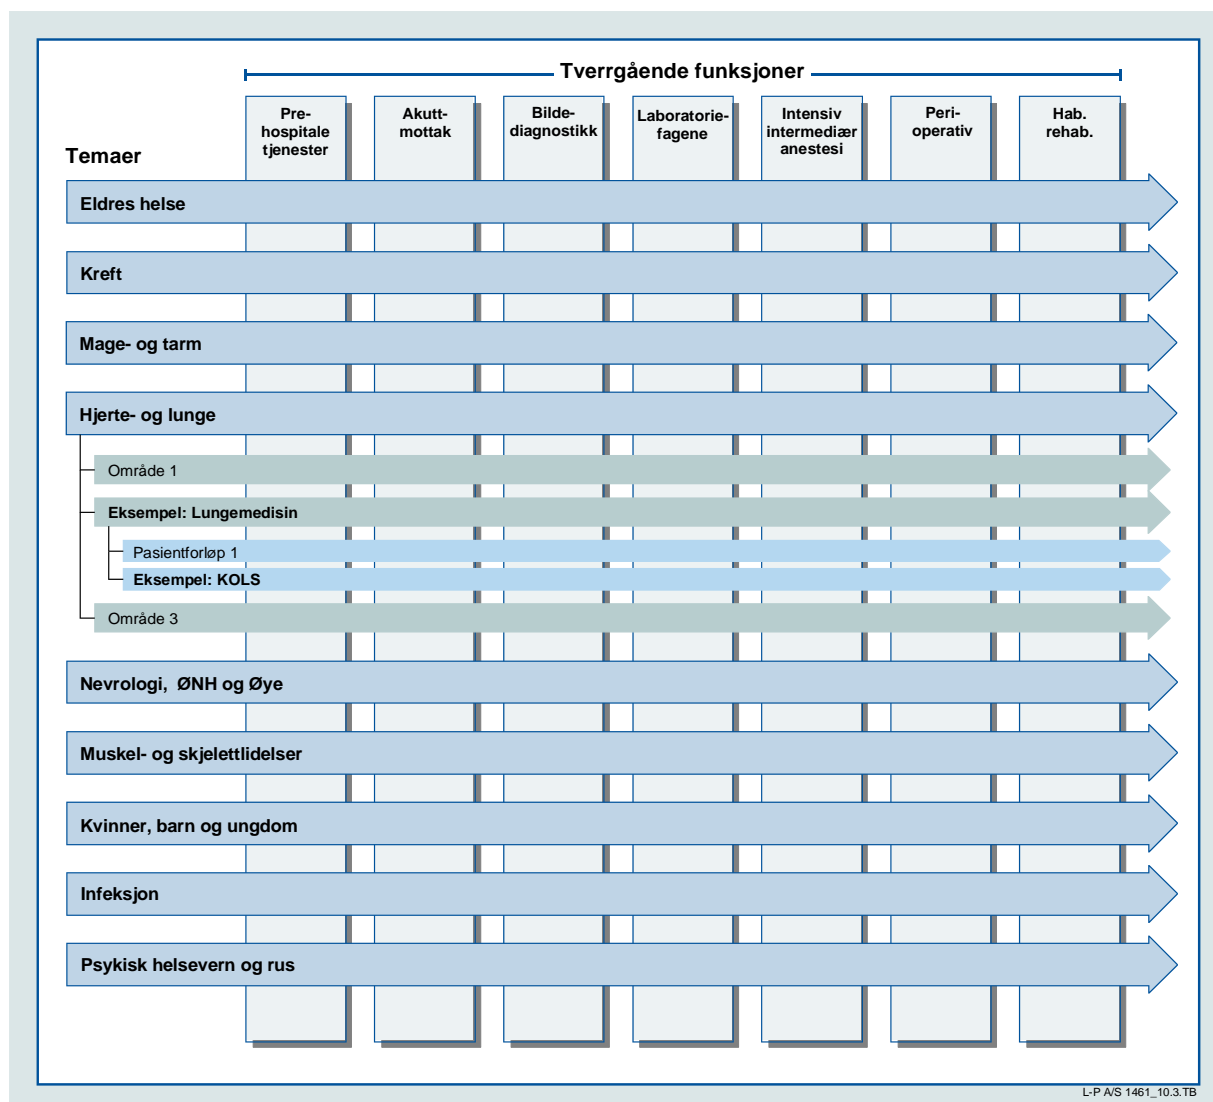 Tverrgående funksjoner
Pre-
hospitale
tjenester
Akutt-
mottak
Bilde-
diagnostikk
Laboratorie-
fagene
Intensiv
intermediær
anestesi
Peri-
operativ
Hab.
rehab.
Temaer
Eldres helse
Kreft
Mage- og tarm
Hjerte- og lunge
Område 1
Eksempel: Lungemedisin
Pasientforløp 1
Eksempel: KOLS
Område 3
Nevrologi, ØNH og Øye
Muskel- og skjelettlidelser
Kvinner, barn og ungdom
Infeksjon
Psykisk helsevern og rus
L-P A/S 1461_10.3.TB